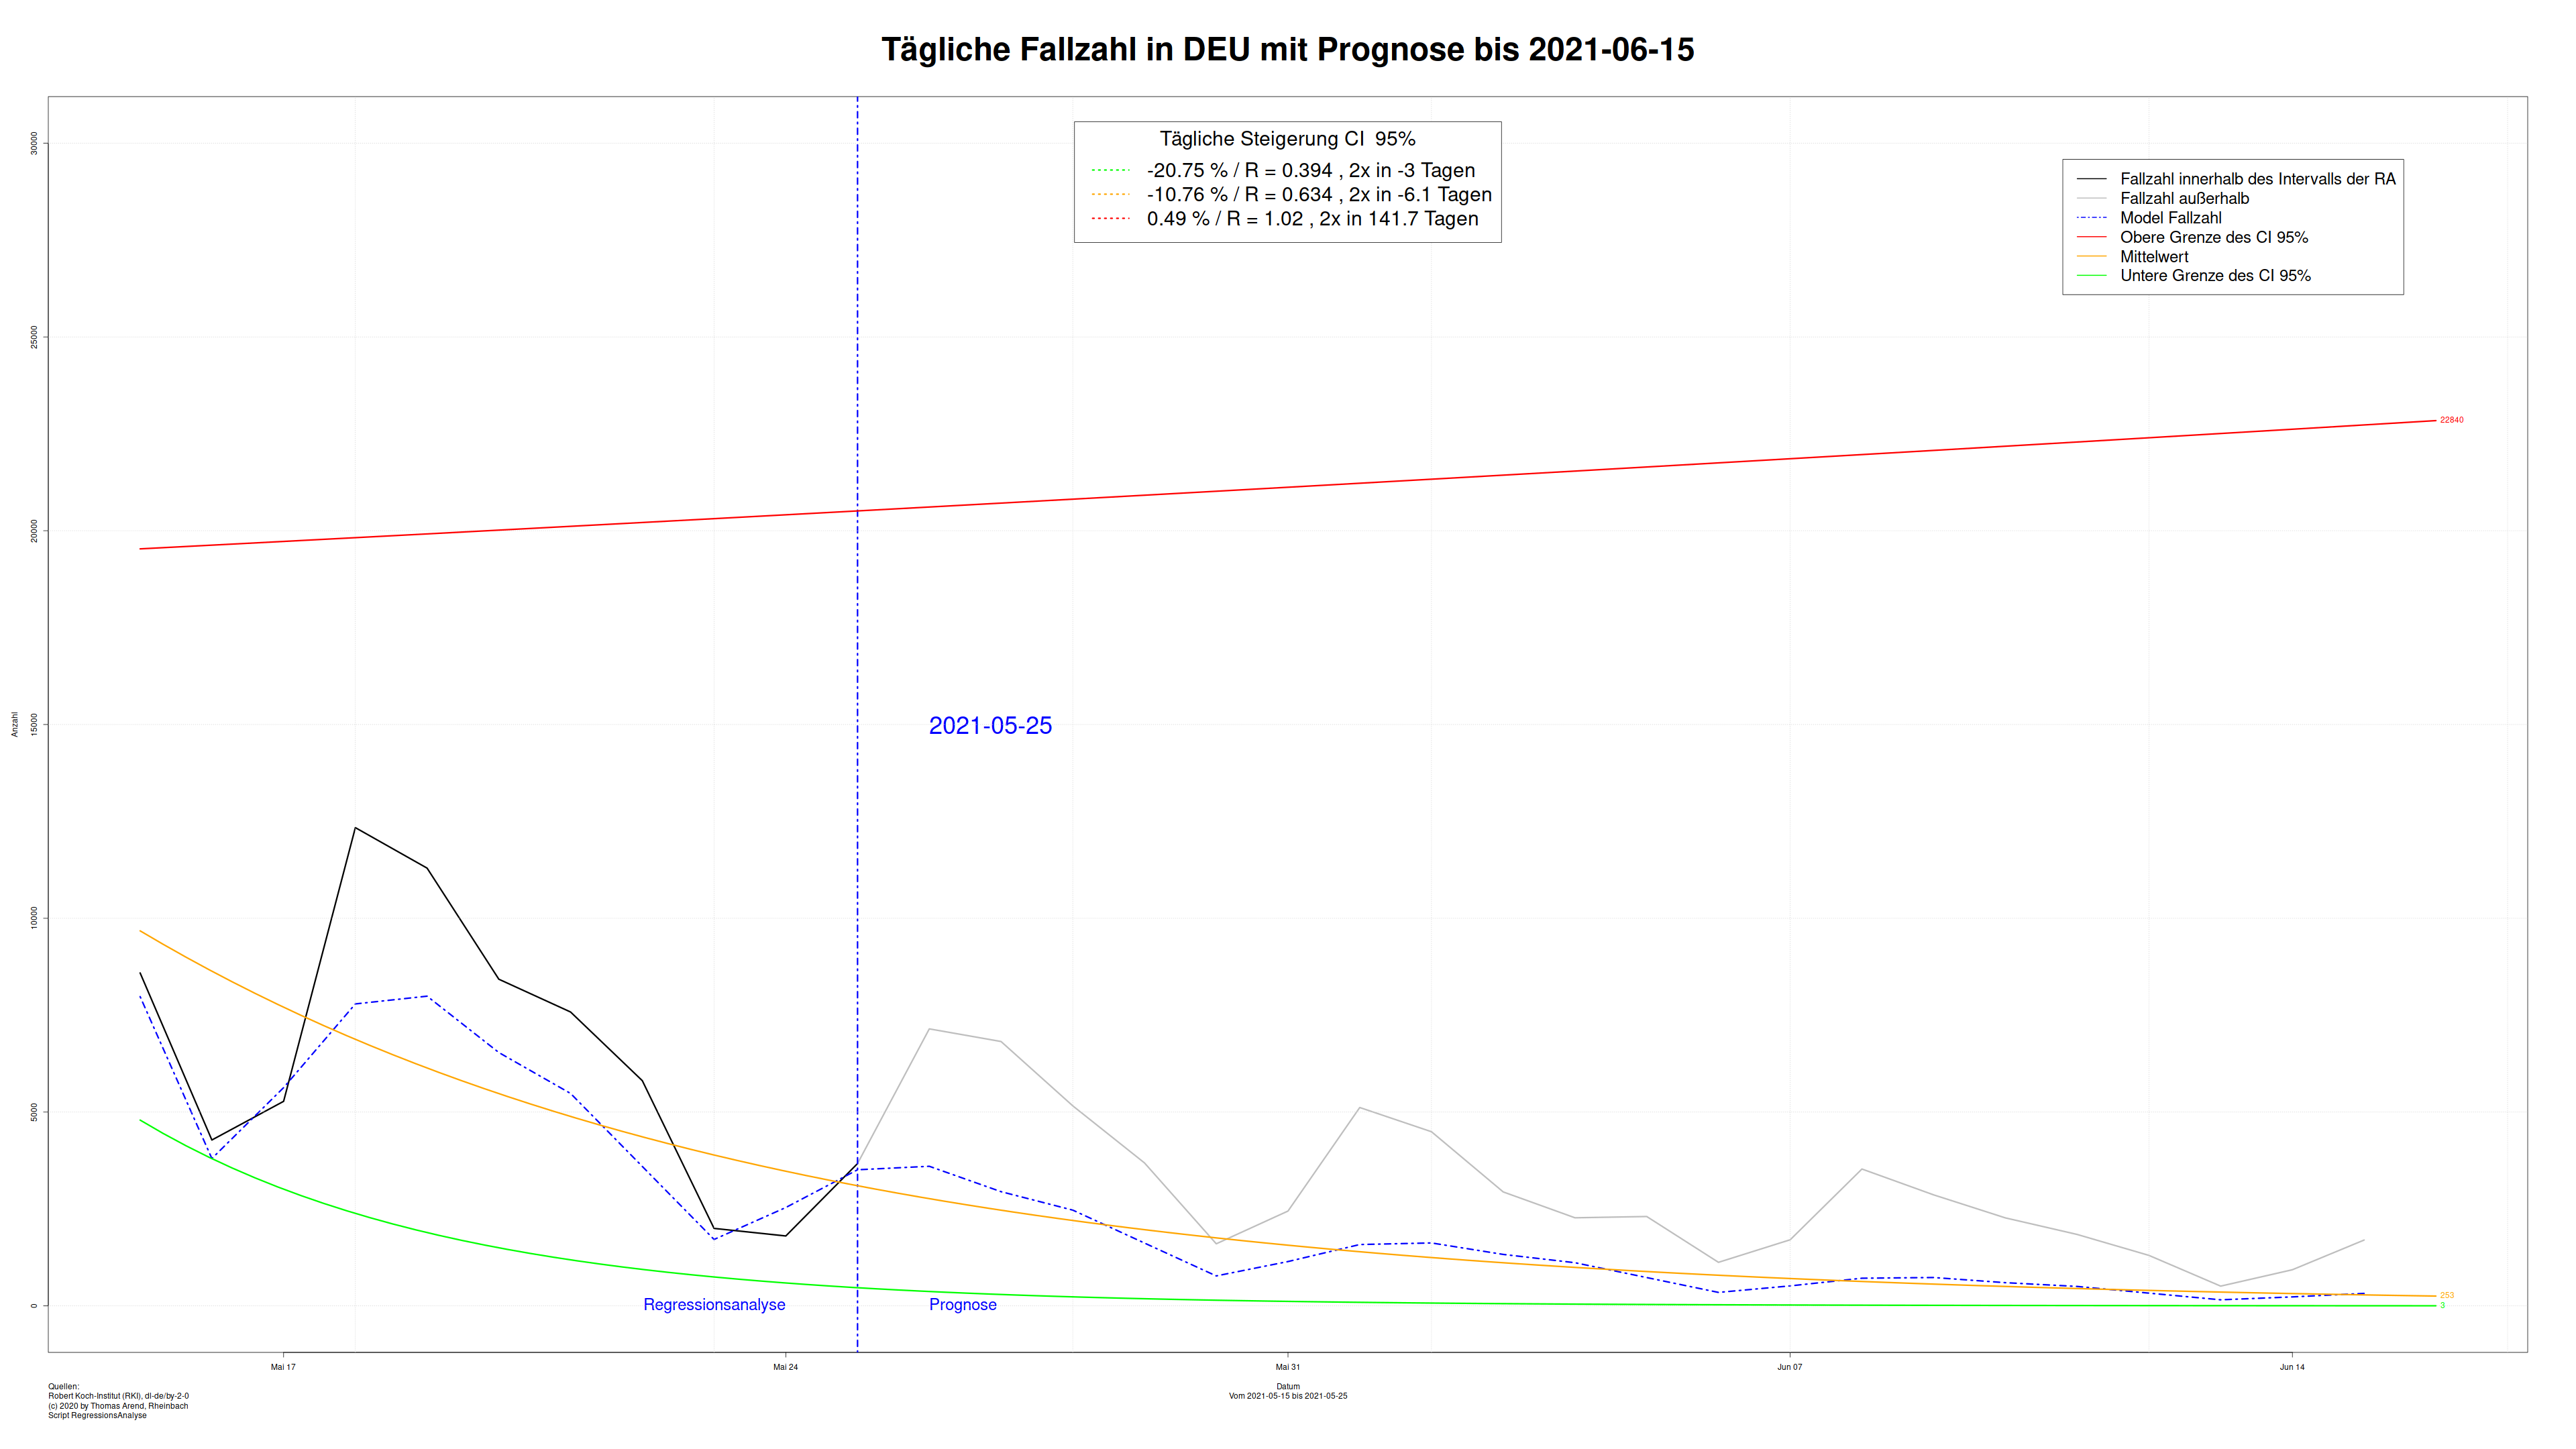 Tägliche Fallzahl in DEU mit Prognose bis 2021-06-15
Tägliche Steigerung CI  95%
-20.75 % / R = 0.394 , 2x in -3 Tagen
-10.76 % / R = 0.634 , 2x in -6.1 Tagen
0.49 % / R = 1.02 , 2x in 141.7 Tagen
Fallzahl innerhalb des Intervalls der RA
Fallzahl außerhalb
Model Fallzahl
Obere Grenze des CI 95%
Mittelwert
Untere Grenze des CI 95%
30000
25000
20000
15000
10000
5000
0
Anzahl
22840
2021-05-25
253
3
Regressionsanalyse
Prognose
Mai 17
Mai 24
Mai 31
Jun 07
Jun 14
Datum
Vom 2021-05-15 bis 2021-05-25
Quellen:
Robert Koch-Institut (RKI), dl-de/by-2-0
(c) 2020 by Thomas Arend, Rheinbach
Script RegressionsAnalyse